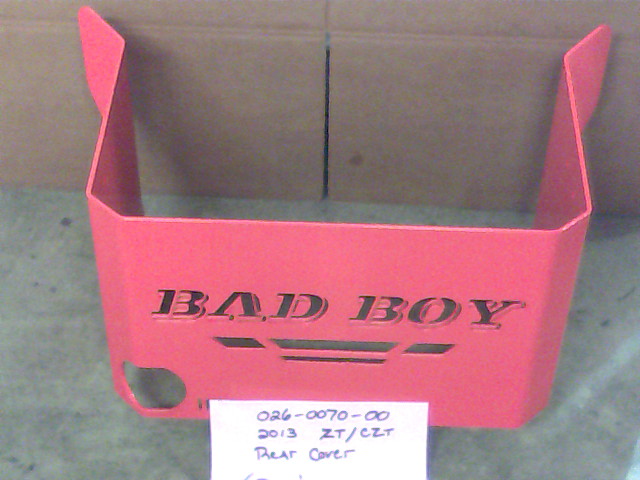 BAD BOY
026-0070-00
2013 ZT/CZT
Rear Cover